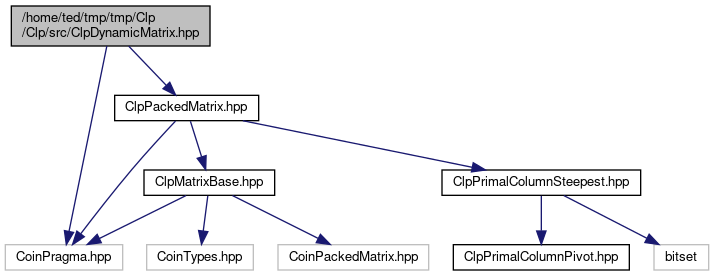 /home/ted/tmp/tmp/Clp
/Clp/src/ClpDynamicMatrix.hpp
ClpPackedMatrix.hpp
ClpMatrixBase.hpp
ClpPrimalColumnSteepest.hpp
CoinPragma.hpp
CoinTypes.hpp
CoinPackedMatrix.hpp
ClpPrimalColumnPivot.hpp
bitset